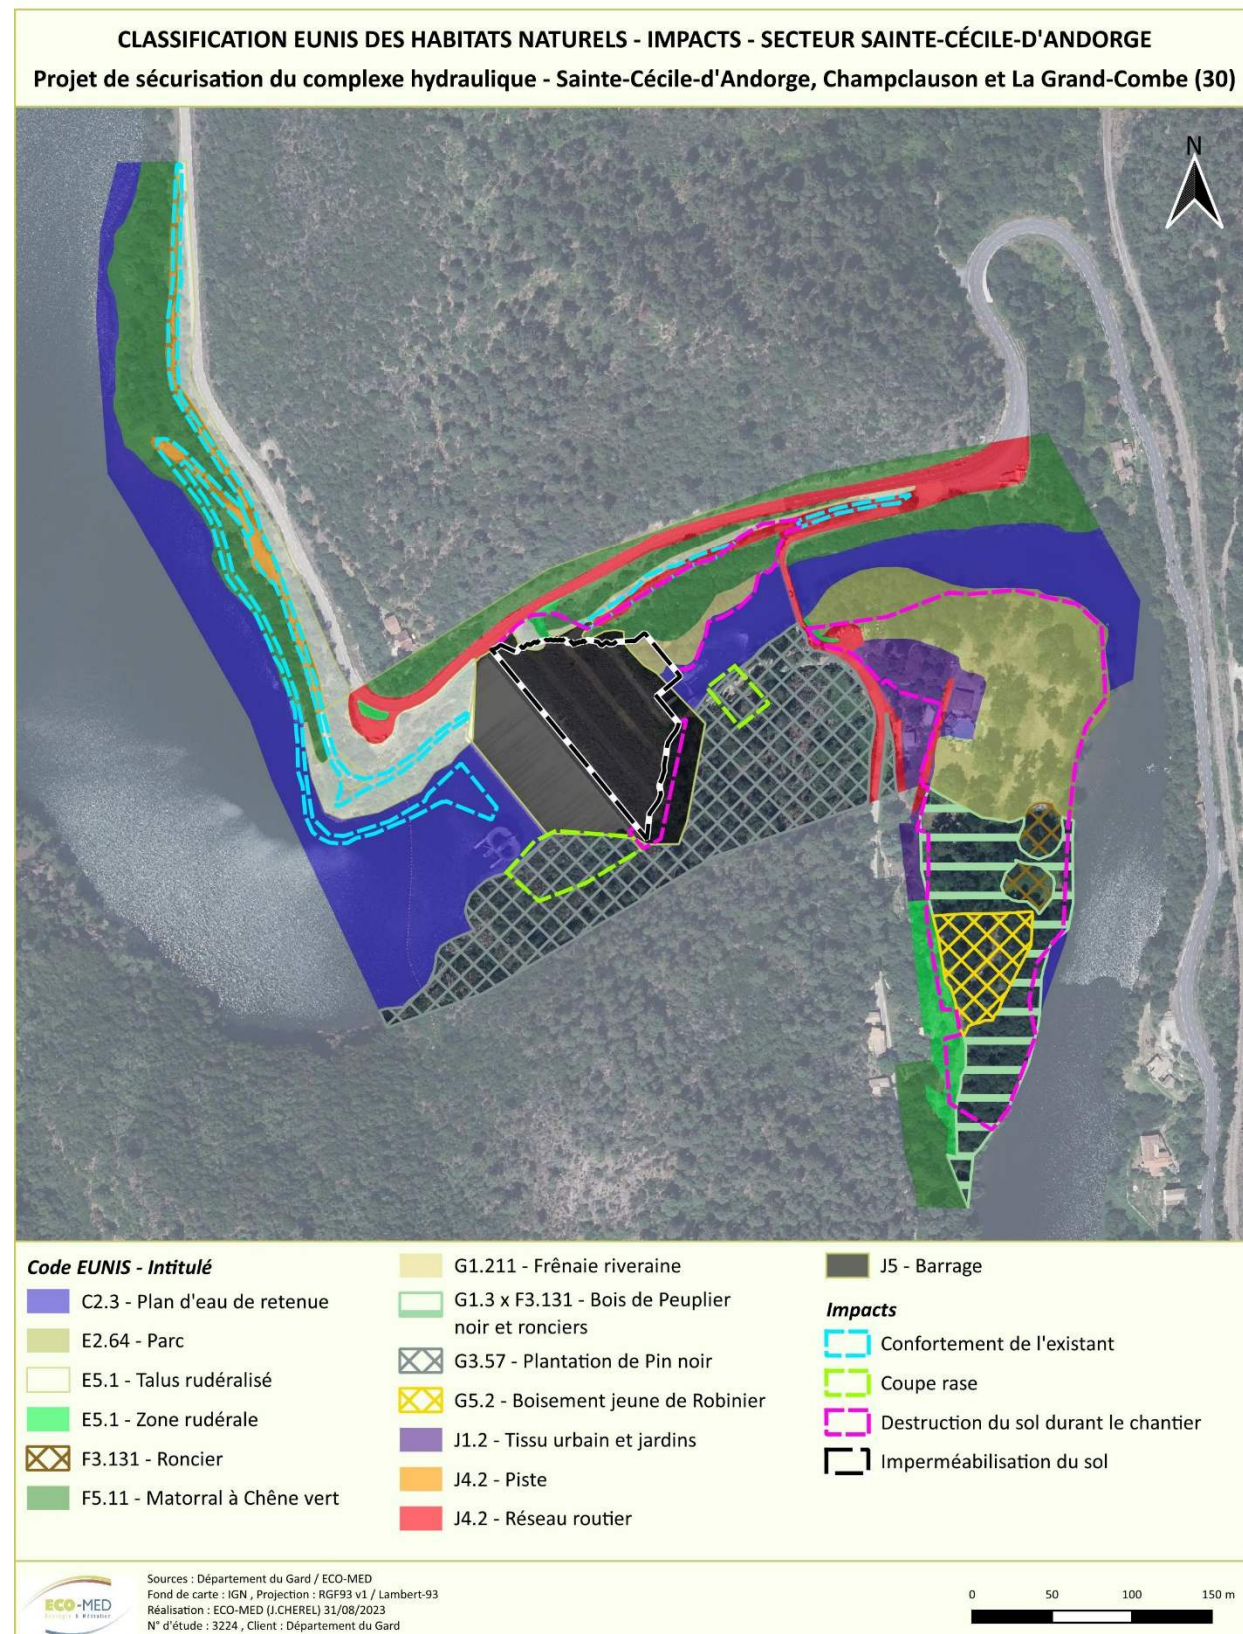 CLASSIFICATION EUNIS DES HABITATS NATURELS - IMPACTS - SECTEUR SAINTE-CÉCILE-D'ANDORGE
Projet de sécurisation du complexe hydraulique - Sainte-Cécile-d'Andorge, Champclauson et La Grand-Combe (30)
N
Code EUNIS - Intitulé
C2.3 - Plan d'eau de retenue
E2.64 - Parc
E5.1 - Talus rudéralisé
E5.1 - Zone rudérale
F3.131 - Roncier
F5.11 - Matorral à Chêne vert
G1.211 - Frênaie riveraine
G1.3 x F3.131 - Bois de Peuplier
noir et ronciers
G3.57 - Plantation de Pin noir
G5.2 - Boisement jeune de Robinier
J1.2 - Tissu urbain et jardins
J4.2 - Piste
J4.2 - Réseau routier
J5 - Barrage
Impacts
Confortement de l'existant
Coupe rase
Destruction du sol durant le chantier
Imperméabilisation du sol
ECO-MED
Sources : Département du Gard / ECO-MED
Fond de carte : IGN , Projection : RGF93 v1 / Lambert-93
Réalisation : ECO-MED (J.CHEREL) 31/08/2023
N° d'étude : 3224 , Client : Département du Gard
0 50 100 150 m